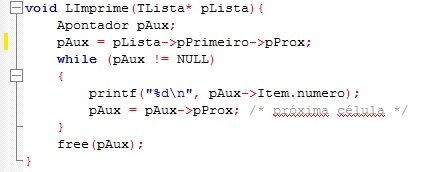 void LImprime(TLista* pLista){
Apontador pAux;
pAux = pLista->pPrimeiro->pProx;
while (pAux != NULL)
{
printf("%d\n", pAux->Item.numero);
pAux = pAux->pProx; /* próxima célula */
}
free(pAux);
}